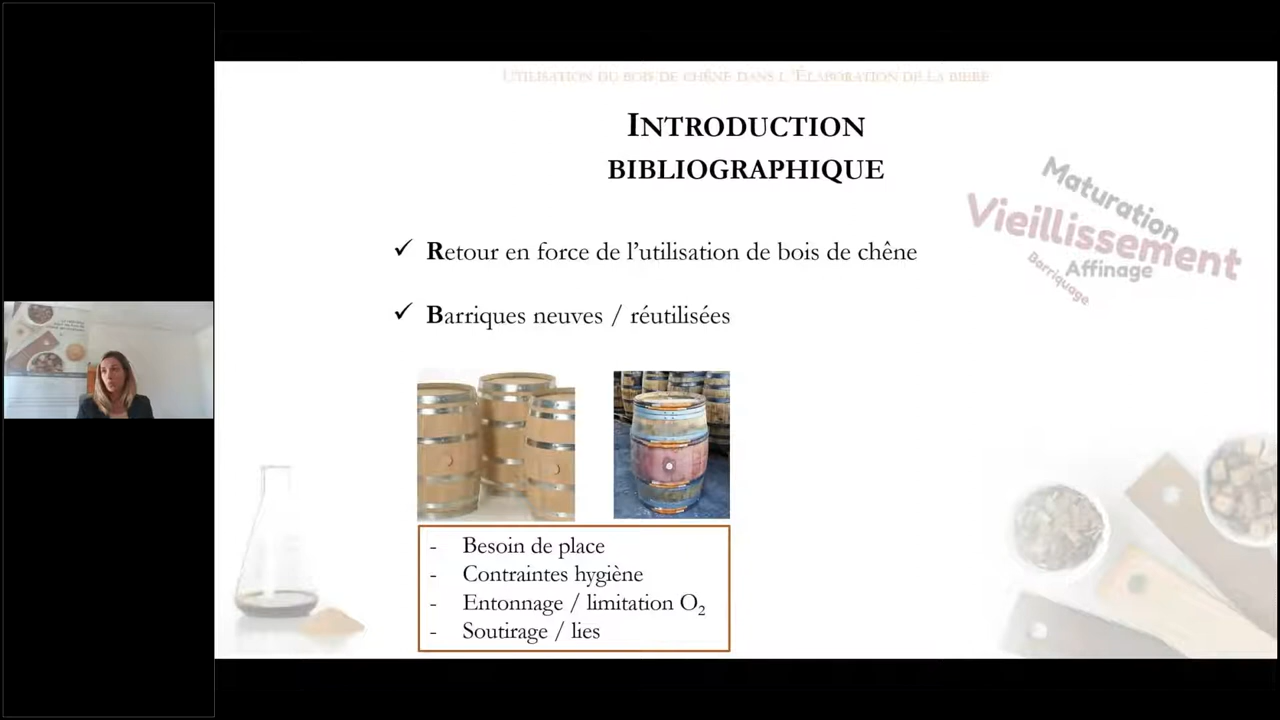 UTILISATION DU BOIS DE CHÊNE DANS L'ÉLABORATION DE LA BIÈRE
INTRODUCTION
BIBLIOGRAPHIQUE
Maturation
Vieillissement
Affinage
Barriquage
✓ Retour en force de l'utilisation de bois de chêne
✓ Barriques neuves / réutilisées
- Besoin de place
- Contraintes hygiène
- Entonnage / limitation O₂
- Soutirage / lies